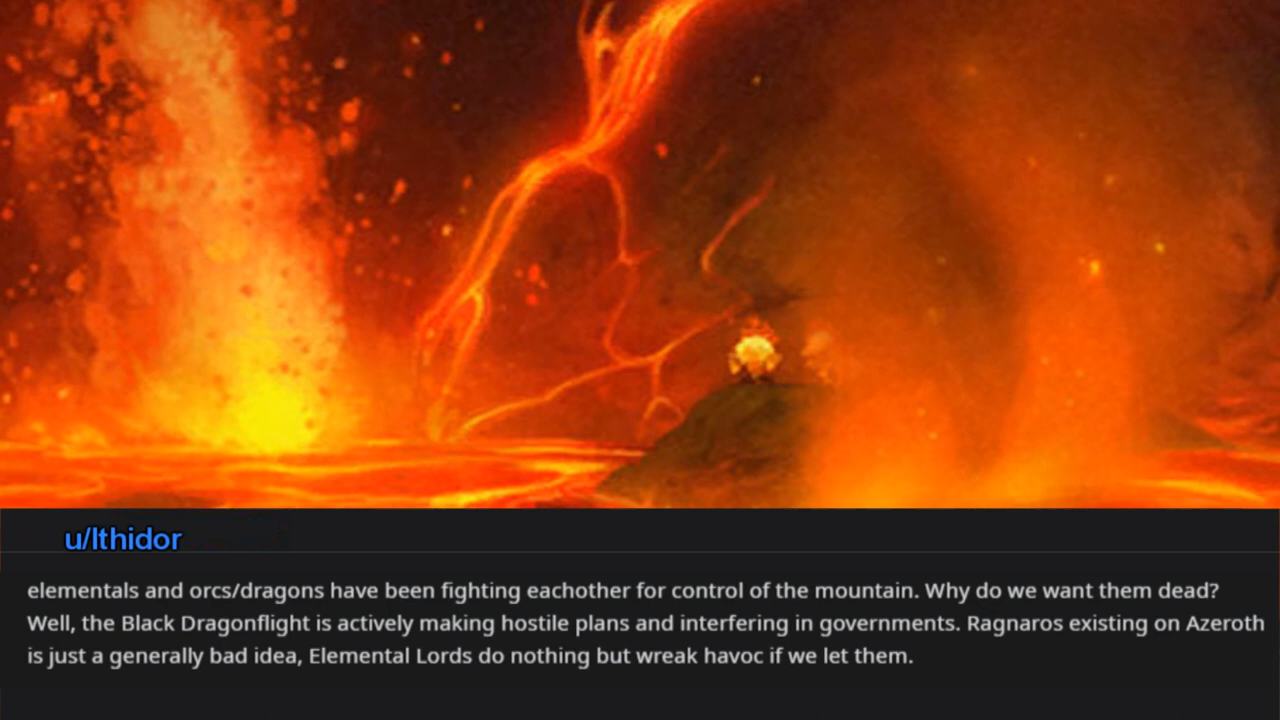 u/Ithidor
elementals and orcs/dragons have been fighting eachother for control of the mountain. Why do we want them dead?
Well, the Black Dragonflight is actively making hostile plans and interfering in governments. Ragnaros existing on Azeroth
is just a generally bad idea, Elemental Lords do nothing but wreak havoc if we let them.